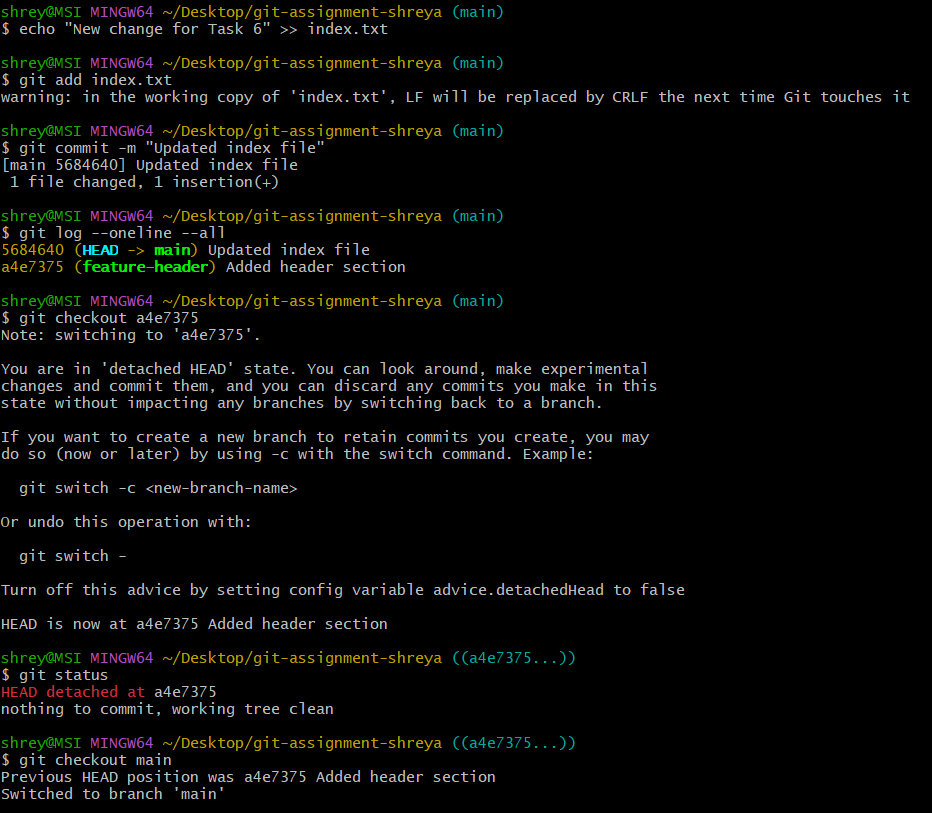 shrey@MSI MINGW64 ~/Desktop/git-assignment-shreya (main)
$ echo "New change for Task 6" >> index.txt
shrey@MSI MINGW64 ~/Desktop/git-assignment-shreya (main)
$ git add index.txt
warning: in the working copy of 'index.txt', LF will be replaced by CRLF the next time Git touches it
shrey@MSI MINGW64 ~/Desktop/git-assignment-shreya (main)
$ git commit -m "Updated index file"
[main 5684640] Updated index file
 1 file changed, 1 insertion(+)
shrey@MSI MINGW64 ~/Desktop/git-assignment-shreya (main)
$ git log --oneline --all
5684640 (HEAD -> main) Updated index file
a4e7375 (feature-header) Added header section
shrey@MSI MINGW64 ~/Desktop/git-assignment-shreya (main)
$ git checkout a4e7375
Note: switching to 'a4e7375'.
You are in 'detached HEAD' state. You can look around, make experimental
changes and commit them, and you can discard any commits you make in this
state without impacting any branches by switching back to a branch.
If you want to create a new branch to retain commits you create, you may
do so (now or later) by using -c with the switch command. Example:
  git switch -c <new-branch-name>
Or undo this operation with:
  git switch -
Turn off this advice by setting config variable advice.detachedHead to false
HEAD is now at a4e7375 Added header section
shrey@MSI MINGW64 ~/Desktop/git-assignment-shreya ((a4e7375...))
$ git status
HEAD detached at a4e7375
nothing to commit, working tree clean
shrey@MSI MINGW64 ~/Desktop/git-assignment-shreya ((a4e7375...))
$ git checkout main
Previous HEAD position was a4e7375 Added header section
Switched to branch 'main'